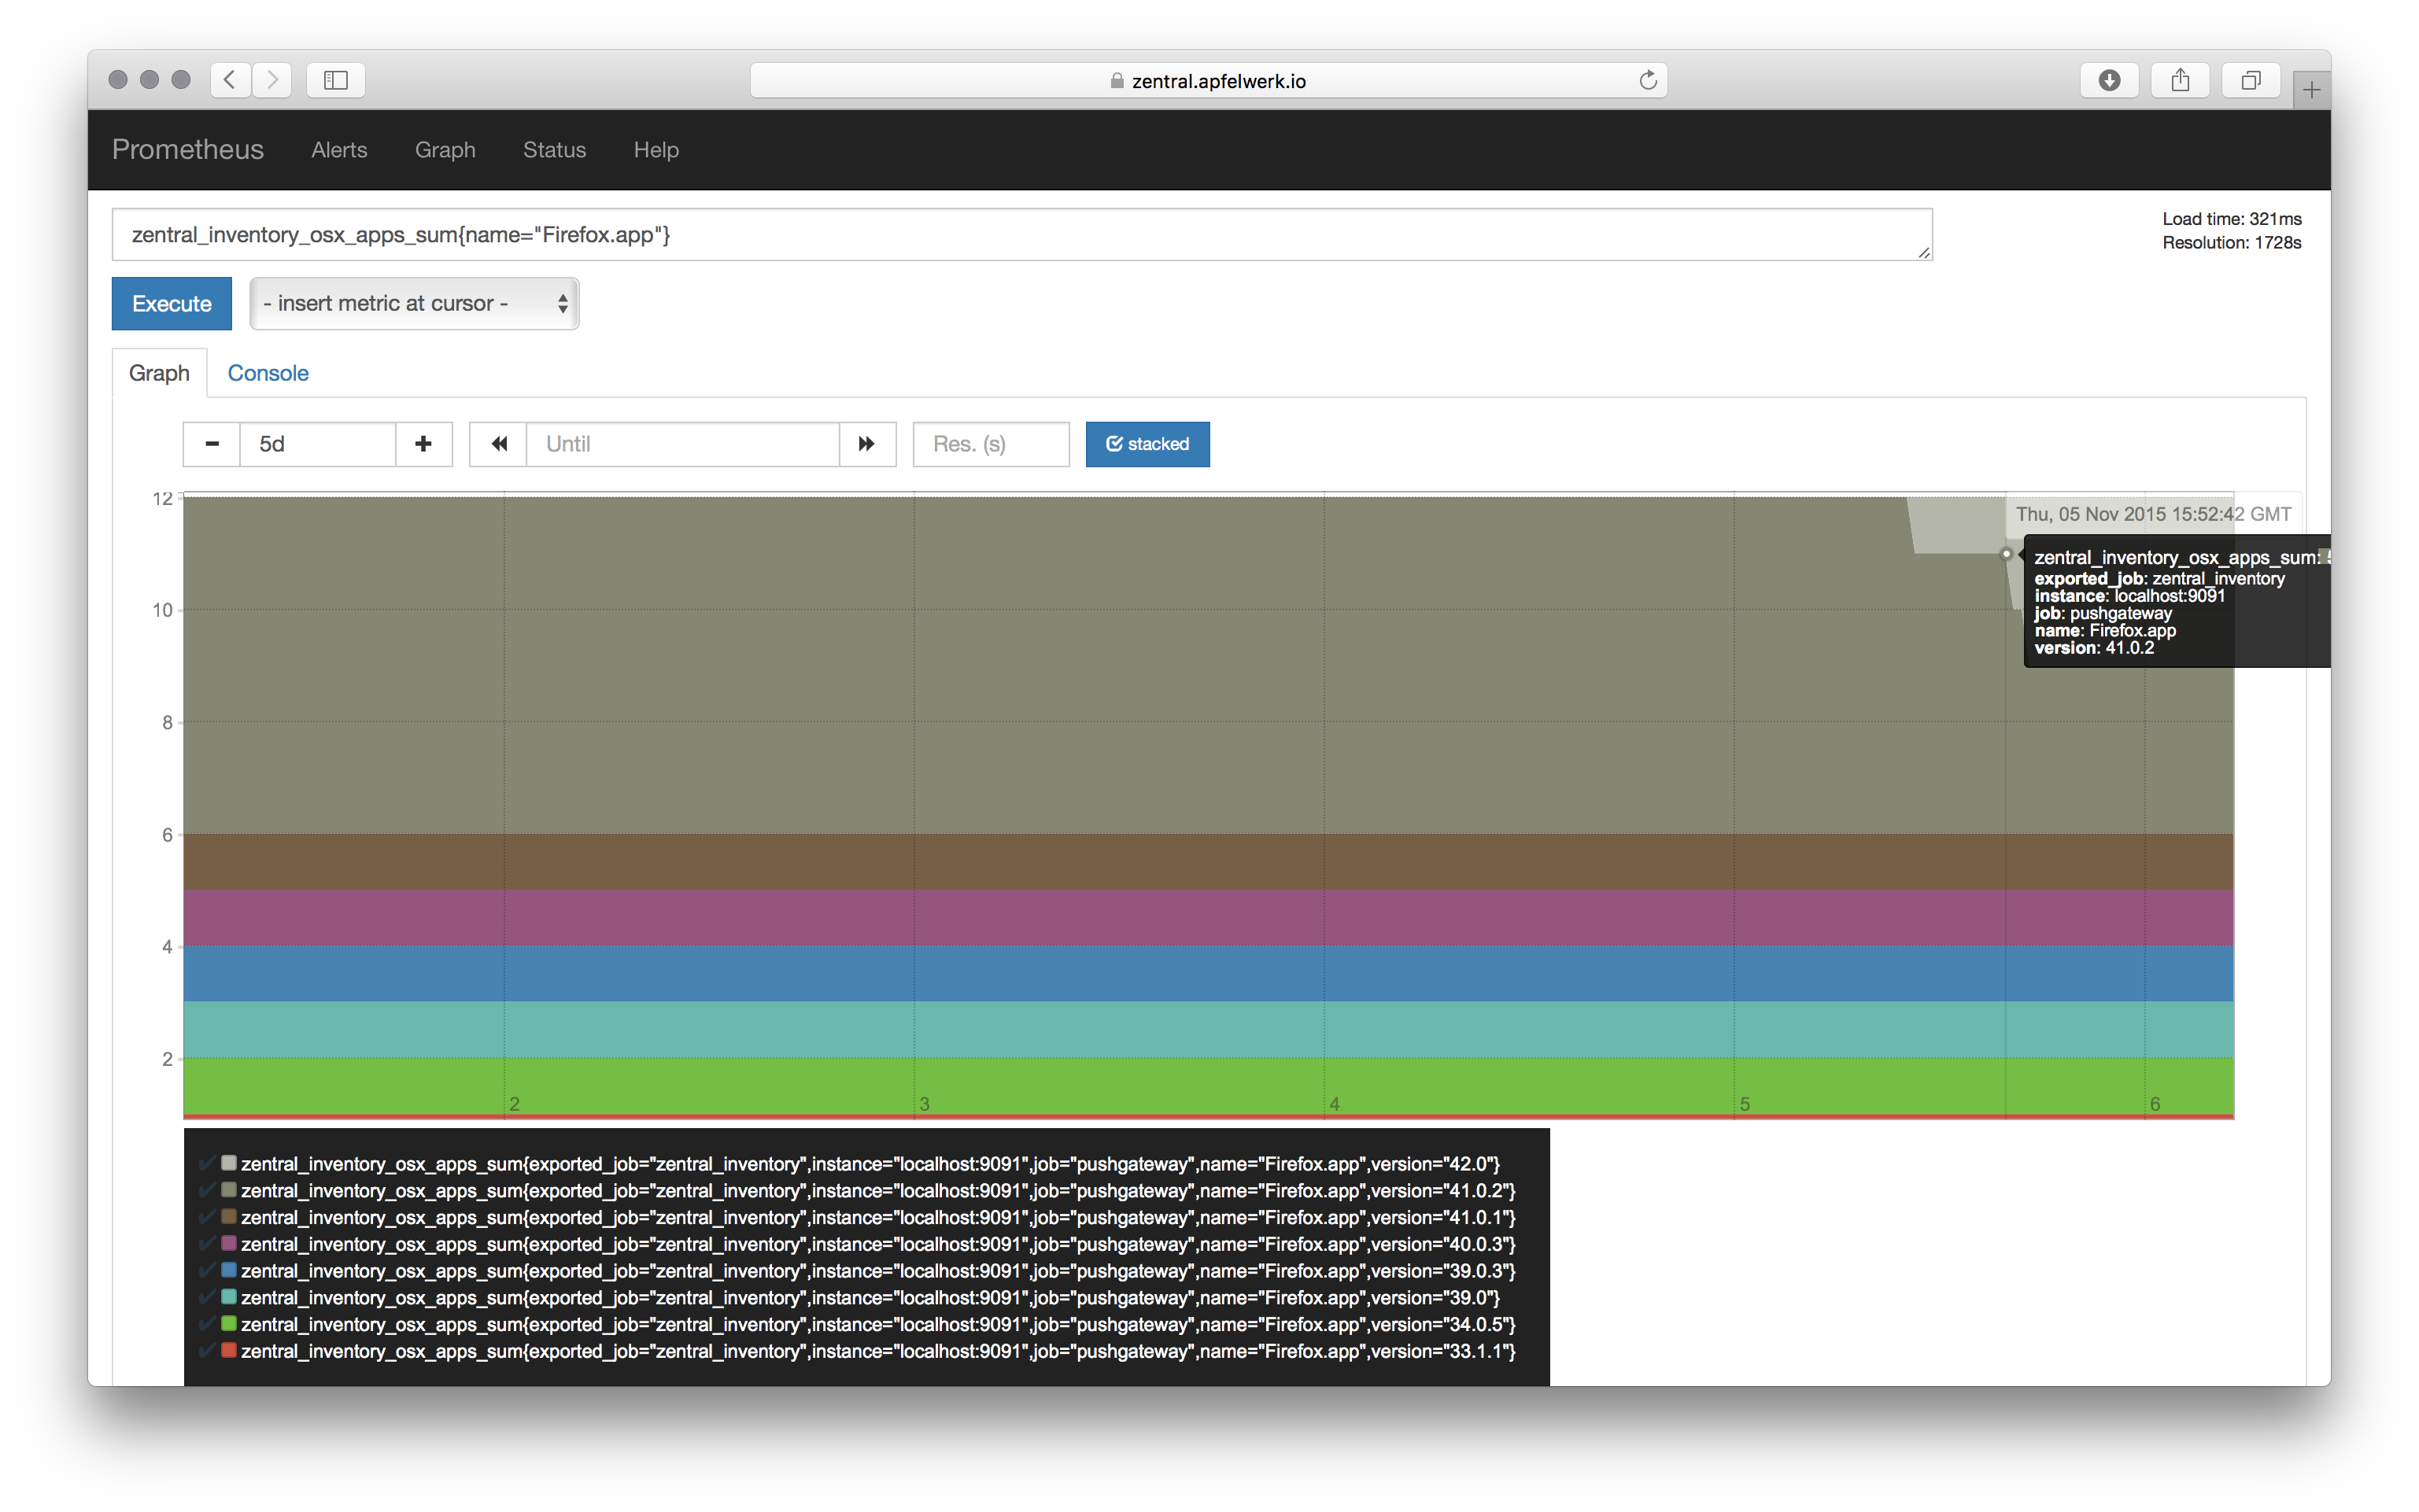 zentral.apfelwerk.io
Prometheus Alerts Graph Status Help
zentral_inventory_osx_apps_sum{name="Firefox.app"}
Load time: 321ms
Resolution: 1728s
Execute - insert metric at cursor -
Graph Console
5d Until Res. (s) stacked
12
Thu, 05 Nov 2015 15:52:42 GMT
zentral_inventory_osx_apps_sum:
exported_job: zentral_inventory
instance: localhost:9091
job: pushgateway
name: Firefox.app
version: 41.0.2
10
8
6
4
2
2 3 4 5 6
zentral_inventory_osx_apps_sum{exported_job="zentral_inventory",instance="localhost:9091",job="pushgateway",name="Firefox.app",version="42.0"}
zentral_inventory_osx_apps_sum{exported_job="zentral_inventory",instance="localhost:9091",job="pushgateway",name="Firefox.app",version="41.0.2"}
zentral_inventory_osx_apps_sum{exported_job="zentral_inventory",instance="localhost:9091",job="pushgateway",name="Firefox.app",version="41.0.1"}
zentral_inventory_osx_apps_sum{exported_job="zentral_inventory",instance="localhost:9091",job="pushgateway",name="Firefox.app",version="40.0.3"}
zentral_inventory_osx_apps_sum{exported_job="zentral_inventory",instance="localhost:9091",job="pushgateway",name="Firefox.app",version="39.0.3"}
zentral_inventory_osx_apps_sum{exported_job="zentral_inventory",instance="localhost:9091",job="pushgateway",name="Firefox.app",version="39.0"}
zentral_inventory_osx_apps_sum{exported_job="zentral_inventory",instance="localhost:9091",job="pushgateway",name="Firefox.app",version="34.0.5"}
zentral_inventory_osx_apps_sum{exported_job="zentral_inventory",instance="localhost:9091",job="pushgateway",name="Firefox.app",version="33.1.1"}